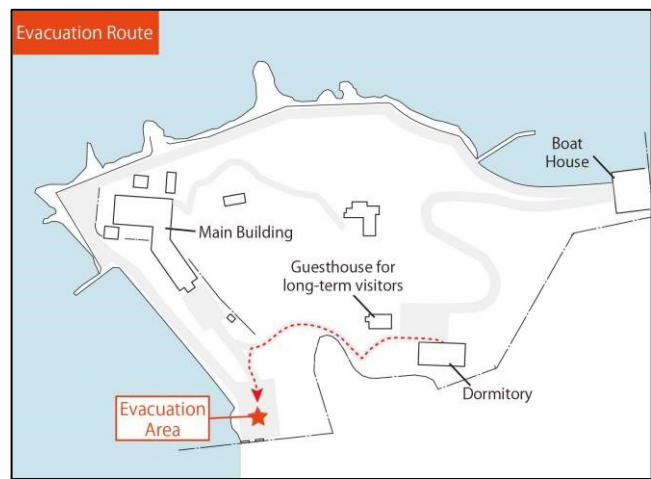 Evacuation Route
Boat
House
Main Building
Guesthouse for
long-term visitors
Dormitory
Evacuation
Area